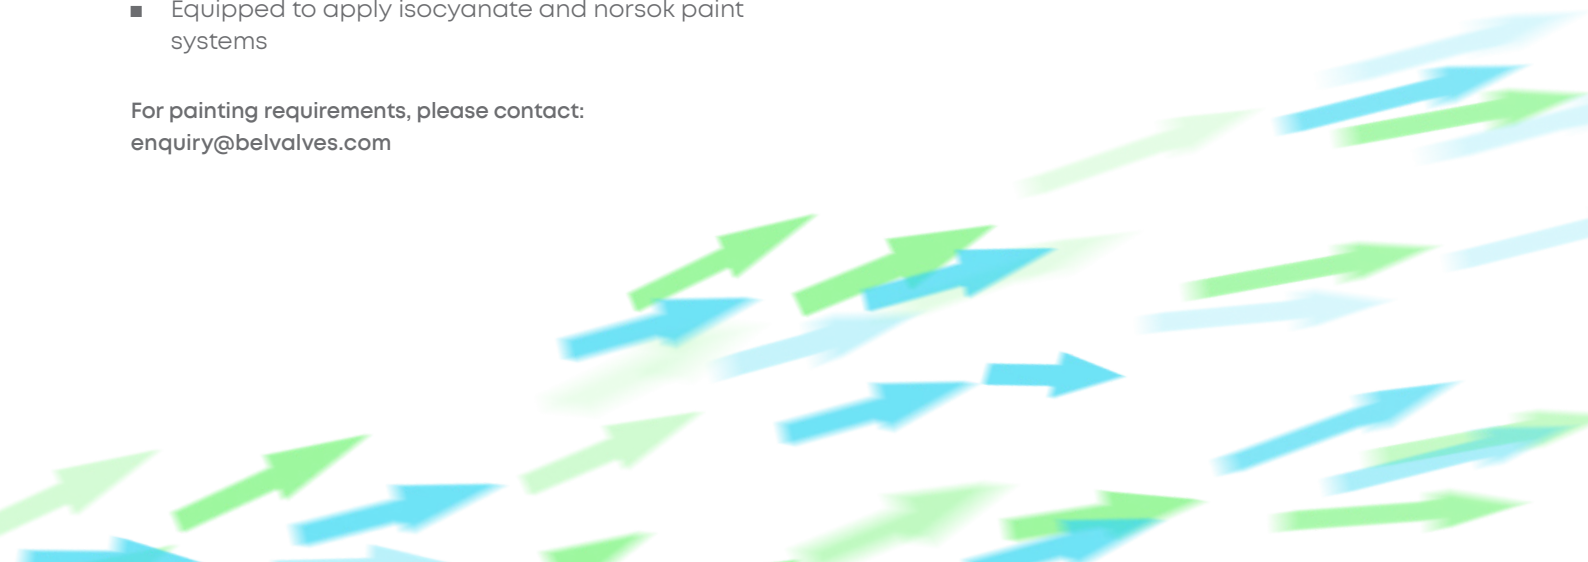 Equipped to apply isocyanate and norsok paint
systems
For painting requirements, please contact:
enquiry@belvalves.com